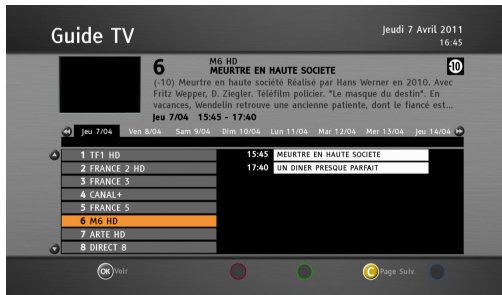 Guide TV
Jeudi 7 Avril 2011
16:45
6
M6 HD
MEURTRE EN HAUTE SOCIETE
-10
(-10) Meurtre en haute société Réalisé par Hans Werner en 2010. Avec
Fritz Wepper, D. Ziegler. Téléfilm policier. "Le masque du destin". En
vacances, Wendelin retrouve une ancienne patiente, dont le fiancé est...
Jeu 7/04 15:45 - 17:40
Jeu 7/04 Ven 8/04 Sam 9/04 Dim 10/04 Lun 11/04 Mar 12/04 Mer 13/04 Jeu 14/04
1 TF1 HD
2 FRANCE 2 HD
3 FRANCE 3
4 CANAL+
5 FRANCE 5
6 M6 HD
7 ARTE HD
8 DIRECT 8
15:45 MEURTRE EN HAUTE SOCIETE
17:40 UN DINER PRESQUE PARFAIT
OK Voir
C Page Suiv.